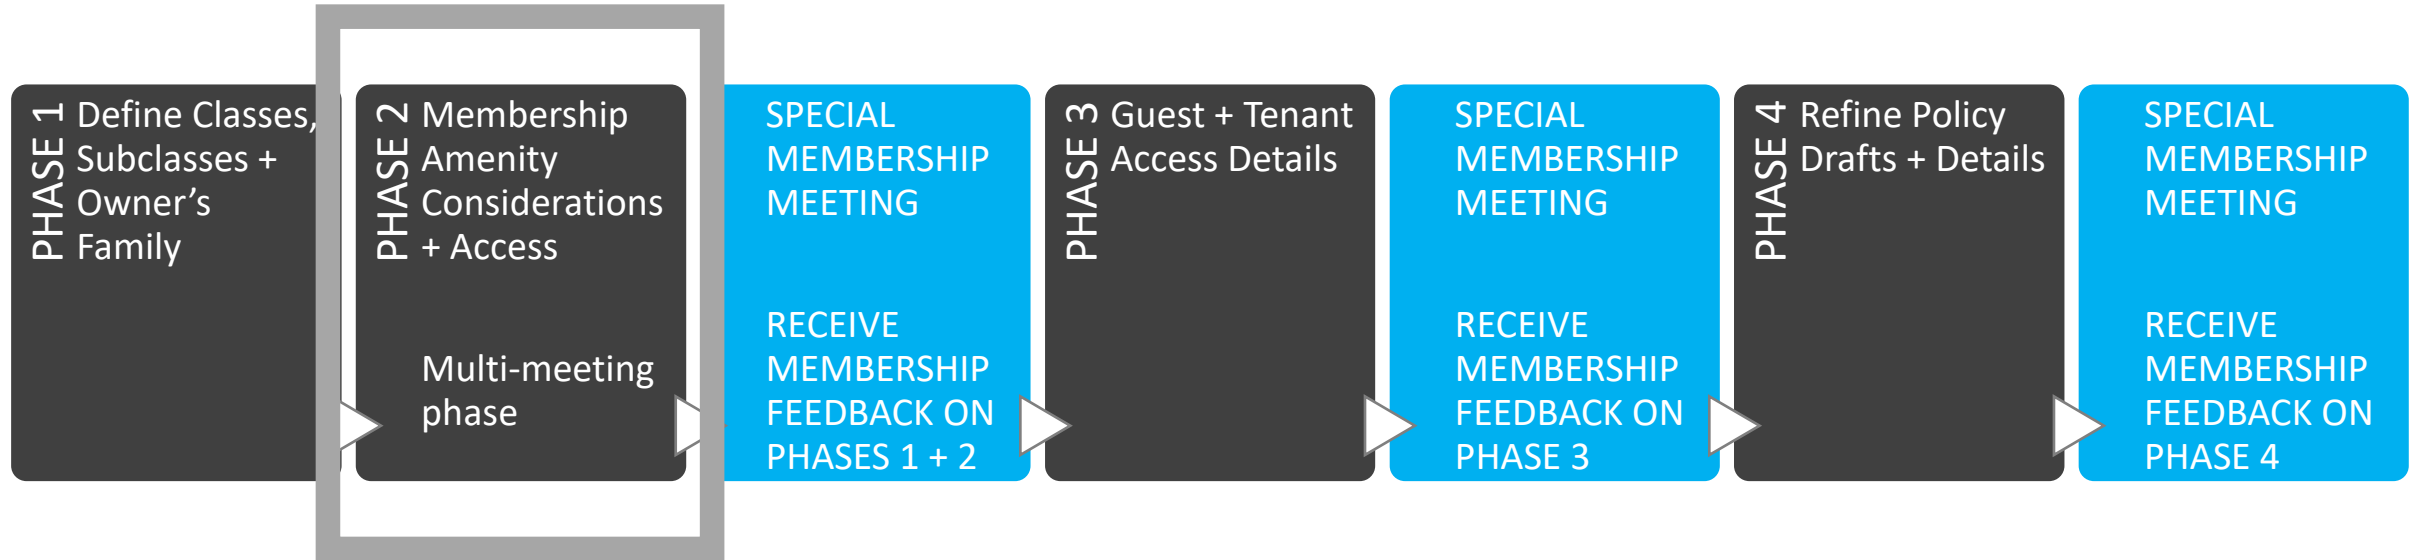 PHASE 1
Define Classes,
Subclasses +
Owner's
Family
PHASE 2
Membership
Amenity
Considerations
+ Access
Multi-meeting
phase
SPECIAL
MEMBERSHIP
MEETING
RECEIVE
MEMBERSHIP
FEEDBACK ON
PHASES 1 + 2
PHASE 3
Guest + Tenant
Access Details
SPECIAL
MEMBERSHIP
MEETING
RECEIVE
MEMBERSHIP
FEEDBACK ON
PHASE 3
PHASE 4
Refine Policy
Drafts + Details
SPECIAL
MEMBERSHIP
MEETING
RECEIVE
MEMBERSHIP
FEEDBACK ON
PHASE 4